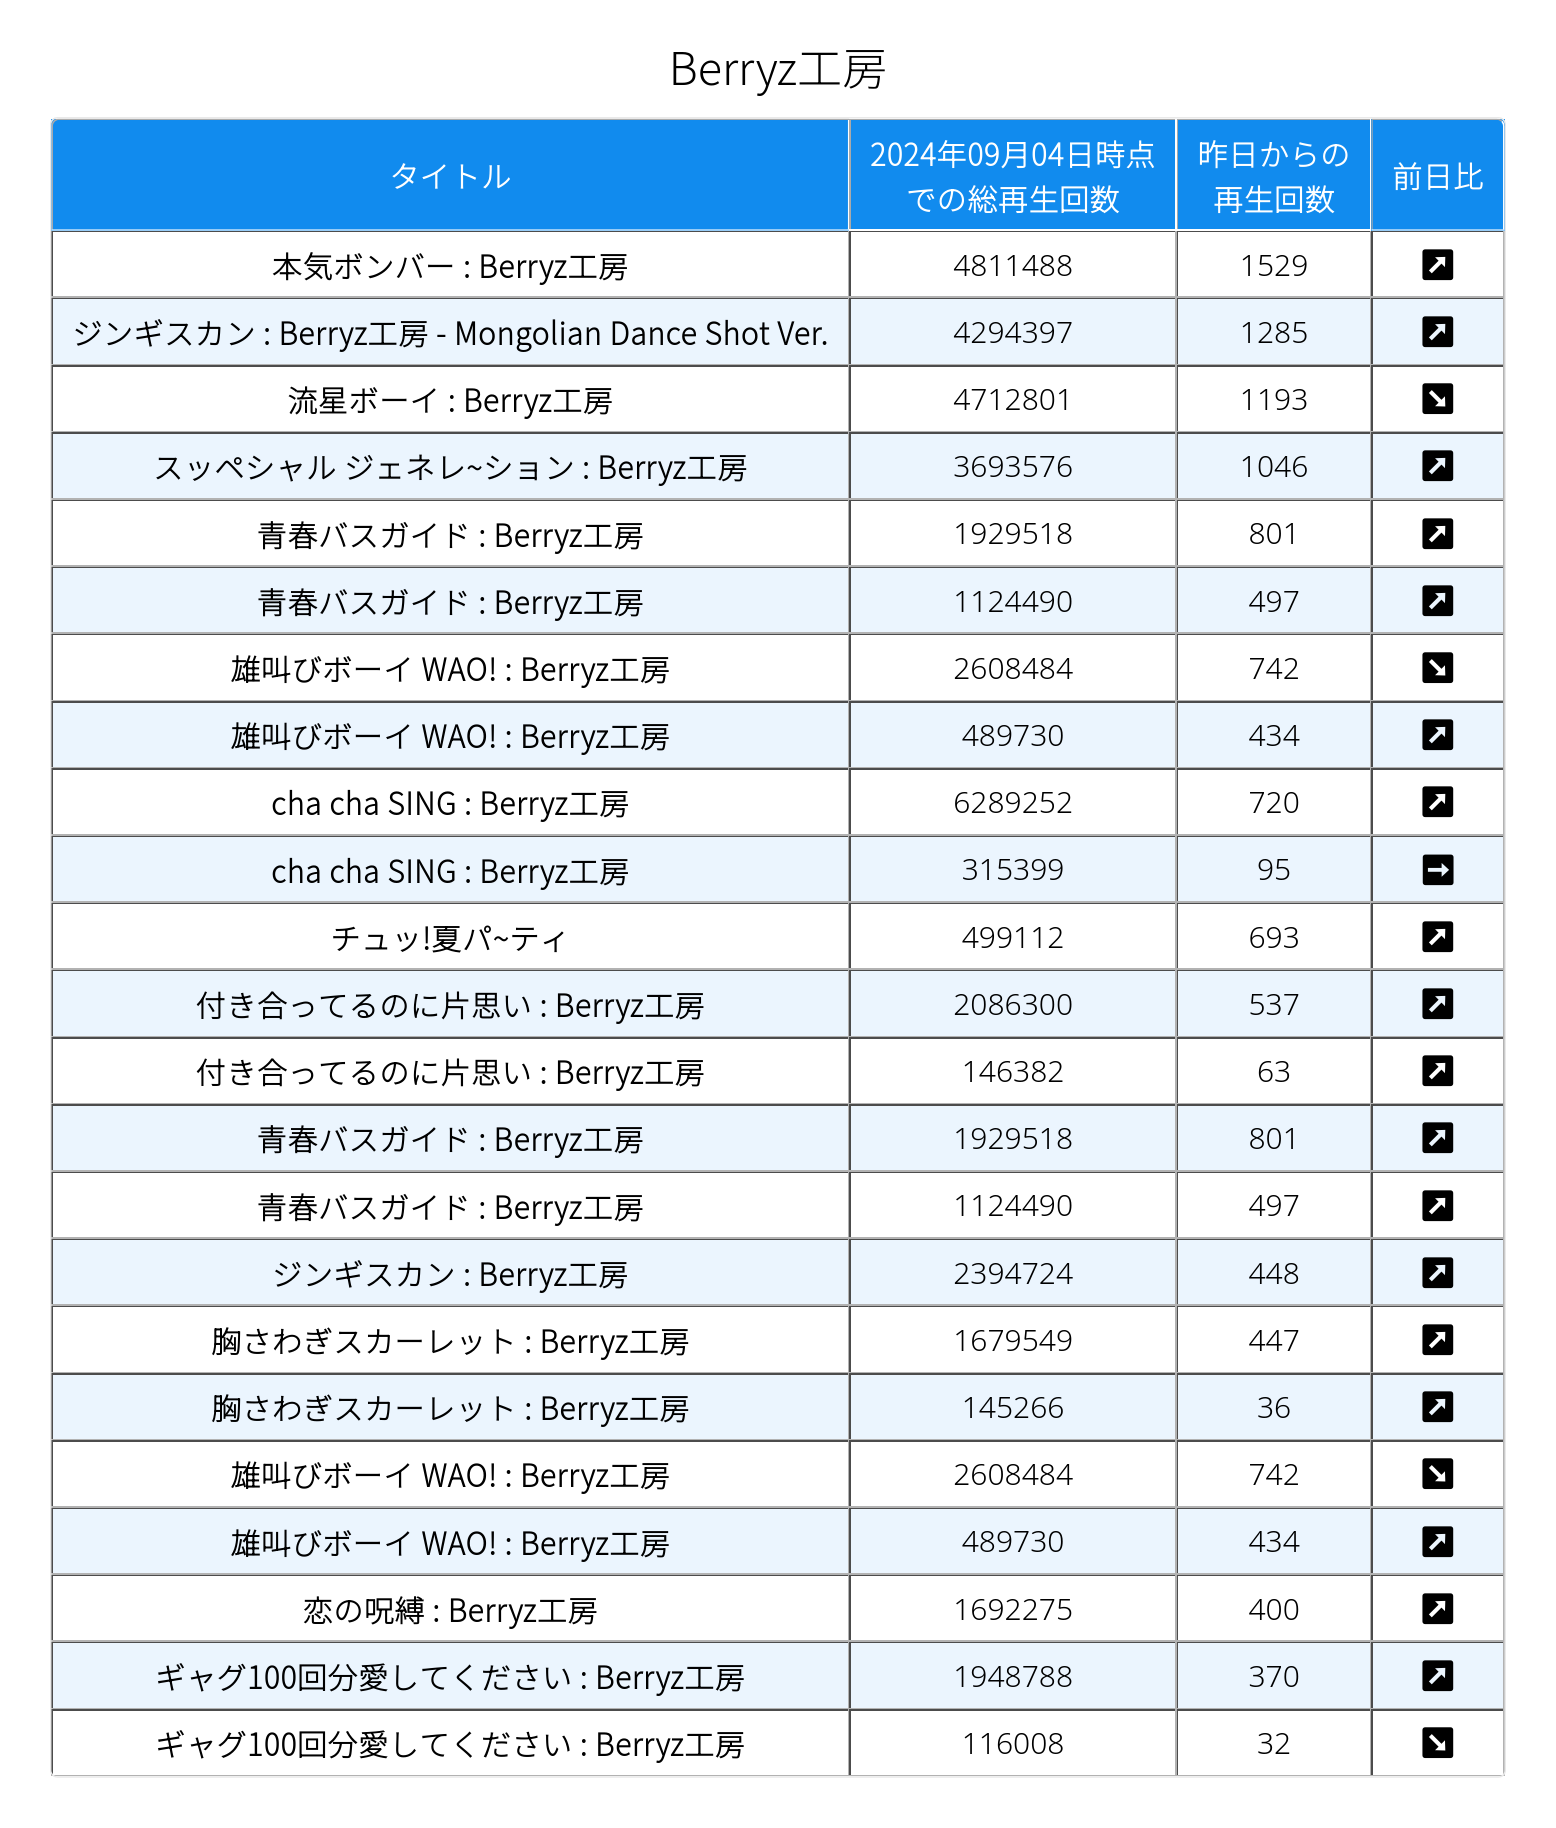 Berryz工房
タイトル 2024年09月04日時点 昨日からの 前日比
での総再生回数 再生回数
本気ボンバー : Berryz工房 4811488 1529
ジンギスカン : Berryz工房 - Mongolian Dance Shot Ver. 4294397 1285
流星ボーイ : Berryz工房 4712801 1193
スッペシャル ジェネレ~ション : Berryz工房 3693576 1046
青春バスガイド : Berryz工房 1929518 801
青春バスガイド : Berryz工房 1124490 497
雄叫びボーイ WAO! : Berryz工房 2608484 742
雄叫びボーイ WAO! : Berryz工房 489730 434
cha cha SING : Berryz工房 6289252 720
cha cha SING : Berryz工房 315399 95
チュッ!夏パ~ティ 499112 693
付き合ってるのに片思い : Berryz工房 2086300 537
付き合ってるのに片思い : Berryz工房 146382 63
青春バスガイド : Berryz工房 1929518 801
青春バスガイド : Berryz工房 1124490 497
ジンギスカン : Berryz工房 2394724 448
胸さわぎスカーレット : Berryz工房 1679549 447
胸さわぎスカーレット : Berryz工房 145266 36
雄叫びボーイ WAO! : Berryz工房 2608484 742
雄叫びボーイ WAO! : Berryz工房 489730 434
恋の呪縛 : Berryz工房 1692275 400
ギャグ100回分愛してください : Berryz工房 1948788 370
ギャグ100回分愛してください : Berryz工房 116008 32